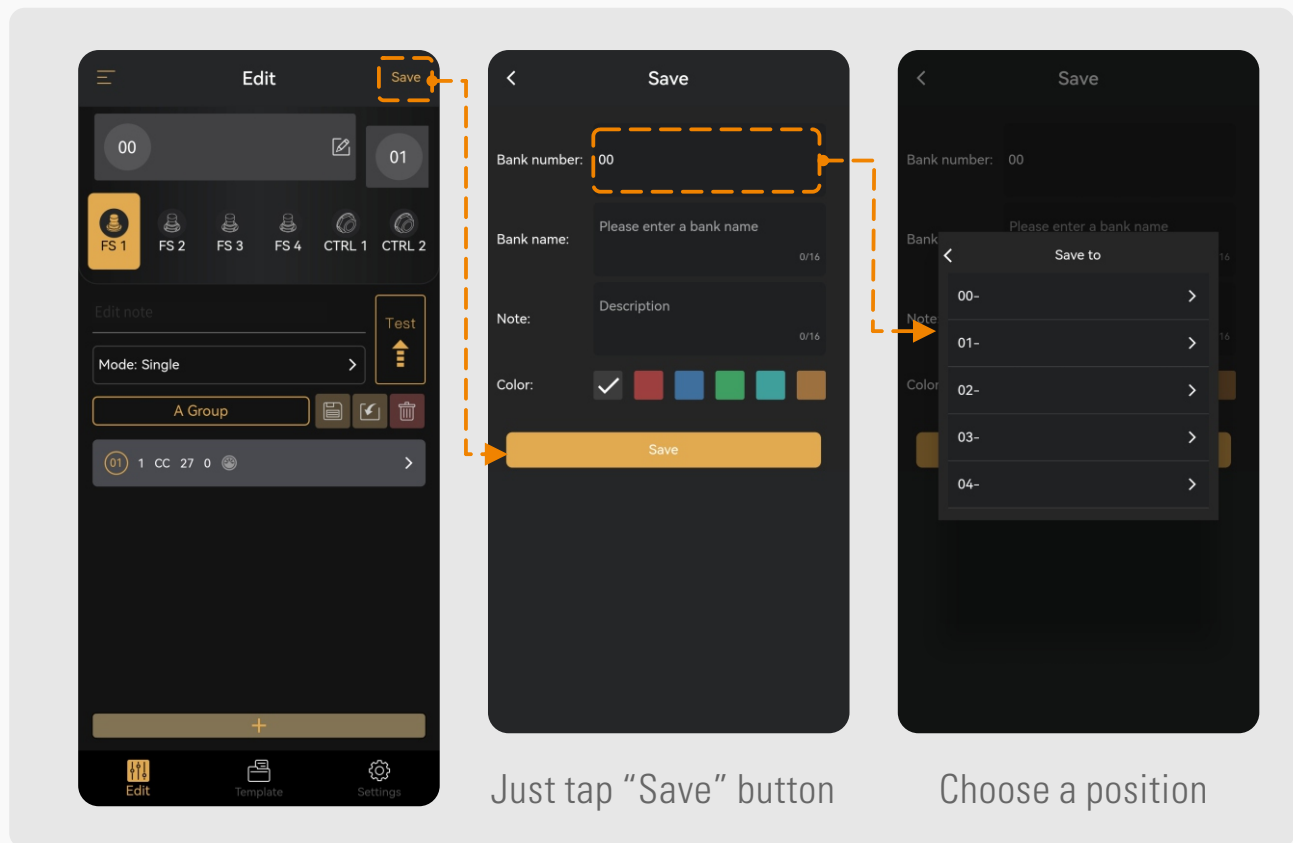 Edit
Save
00
01
FS 1
FS 2
FS 3
FS 4
CTRL 1
CTRL 2
Edit note
Test
Mode: Single
A Group
01 1 CC 27 0
+
Edit
Template
Settings
Save
Bank number: 00
Bank name: Please enter a bank name
0/16
Note: Description
0/16
Color:
Save
Just tap “Save” button
Save
Bank number: 00
Please enter a bank name
Bank
16
Save to
00-
Note
01-
16
02-
Color
03-
04-
Choose a position